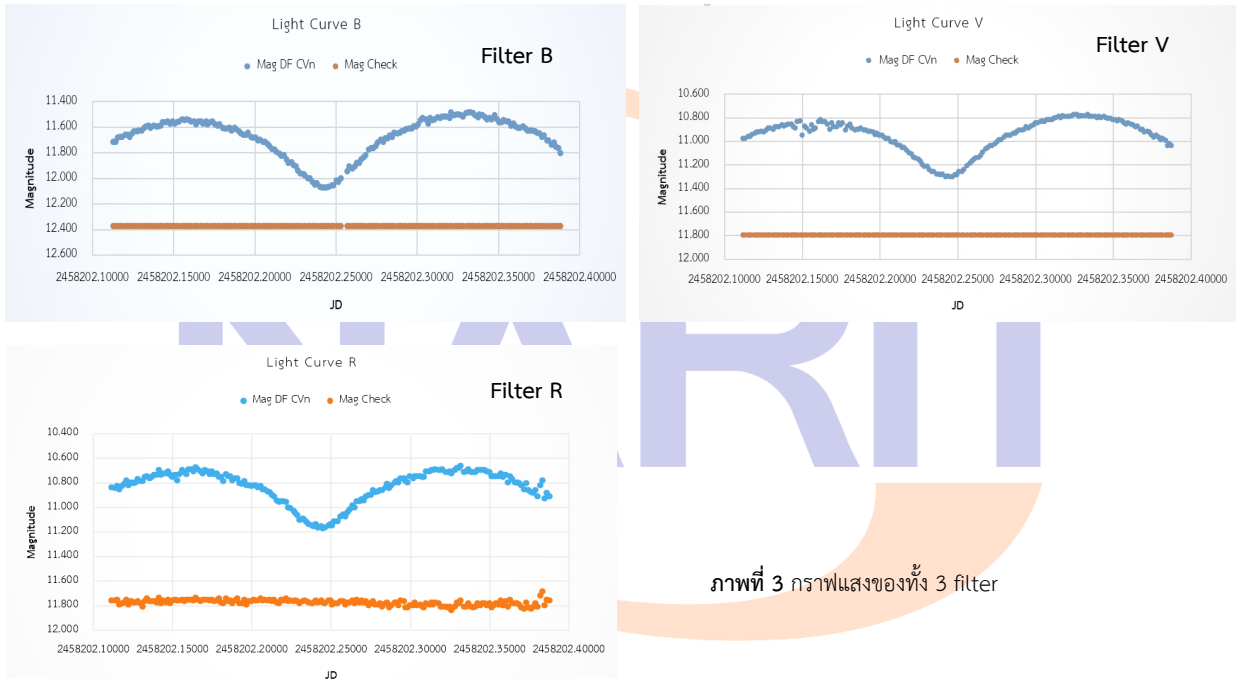 Light Curve B
Filter B
Mag DF CVn Mag Check
11.400
11.600
11.800
12.000
12.200
12.400
12.600
Magnitude
2458202.10000 2458202.15000 2458202.20000 2458202.25000 2458202.30000 2458202.35000 2458202.40000
JD
Light Curve V
Filter V
Mag DF CVn Mag Check
10.600
10.800
11.000
11.200
11.400
11.600
11.800
12.000
Magnitude
2458202.10000 2458202.15000 2458202.20000 2458202.25000 2458202.30000 2458202.35000 2458202.40000
JD
Light Curve R
Filter R
Mag DF CVn Mag Check
10.400
10.600
10.800
11.000
11.200
11.400
11.600
11.800
12.000
Magnitude
2458202.10000 2458202.15000 2458202.20000 2458202.25000 2458202.30000 2458202.35000 2458202.40000
JD
ภาพที่ 3 กราฟแสงของทั้ง 3 filter